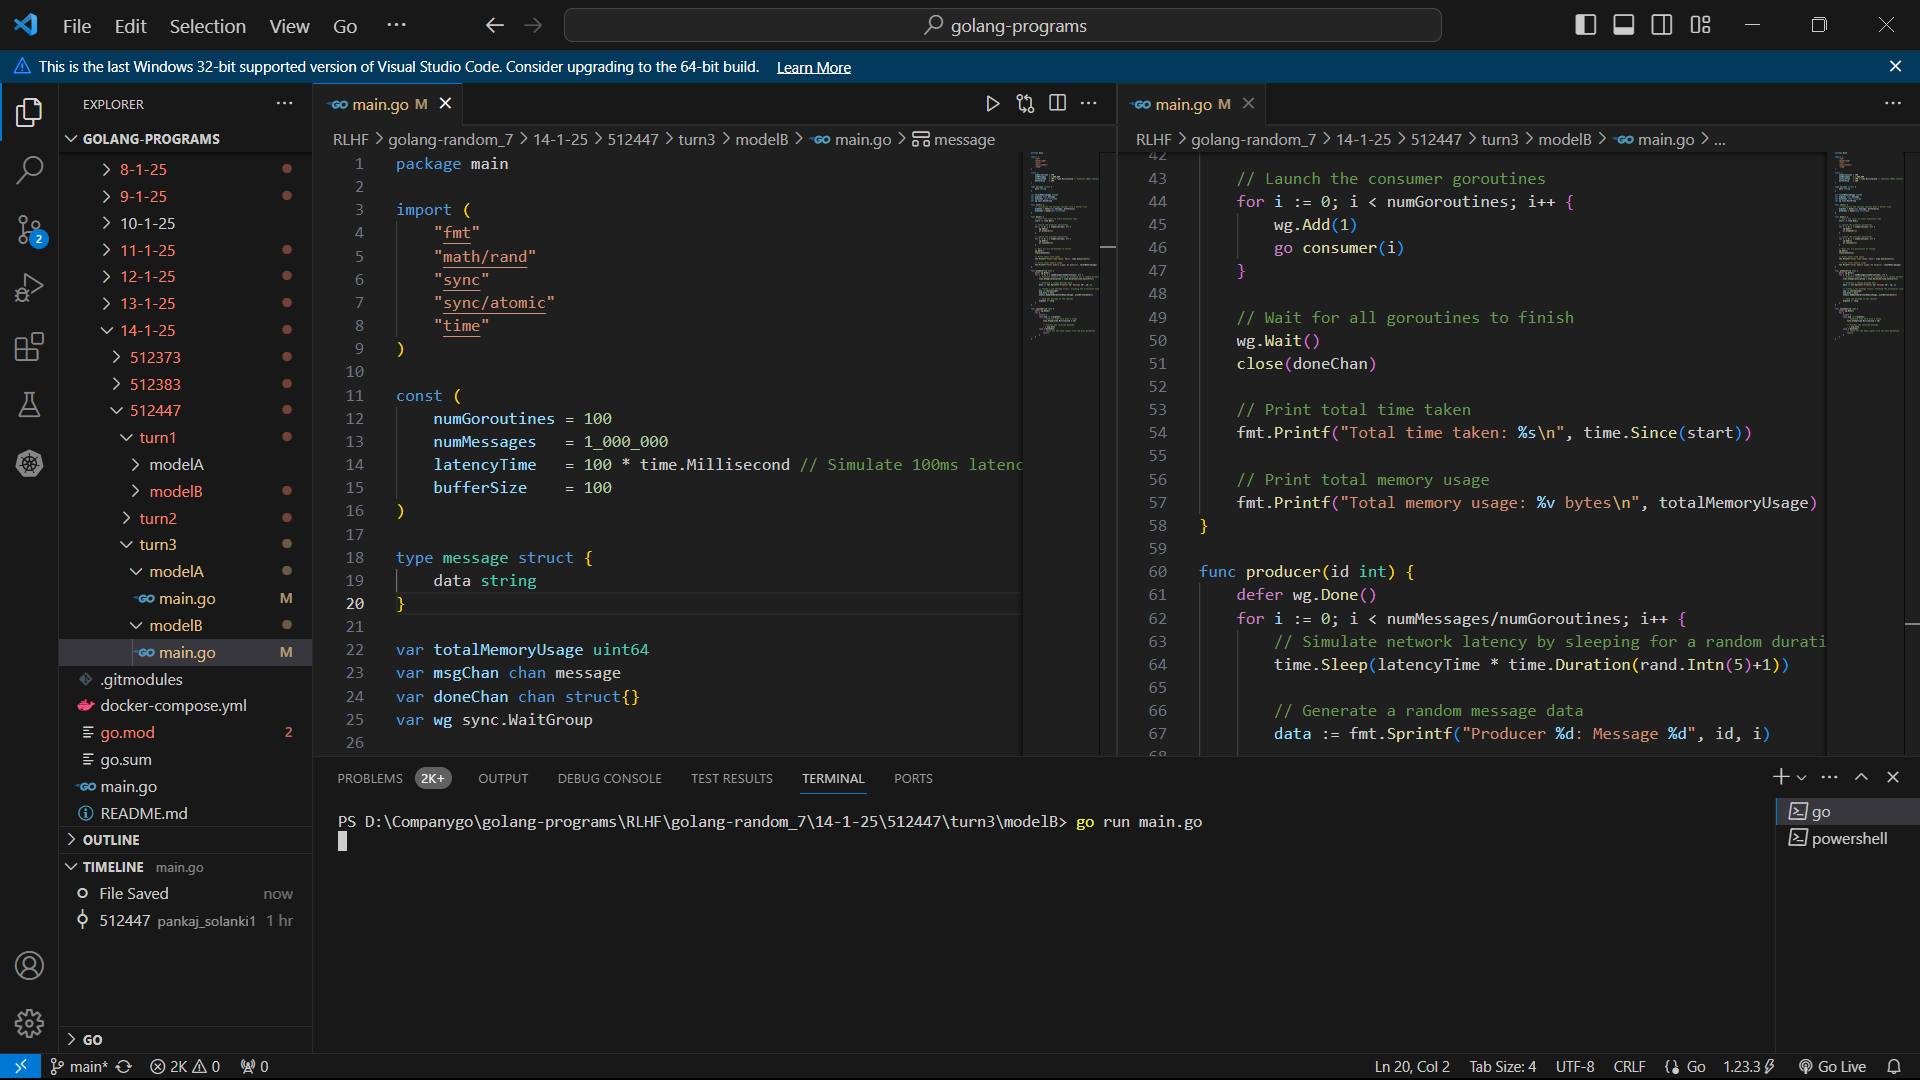 File Edit Selection View Go ···
golang-programs
This is the last Windows 32-bit supported version of Visual Studio Code. Consider upgrading to the 64-bit build. Learn More
EXPLORER
GOLANG-PROGRAMS
8-1-25
9-1-25
10-1-25
11-1-25
12-1-25
13-1-25
14-1-25
512373
512383
512447
turn1
modelA
modelB
turn2
turn3
modelA
main.go M
modelB
main.go M
.gitmodules
docker-compose.yml
go.mod 2
go.sum
main.go
README.md
OUTLINE
TIMELINE main.go
File Saved now
512447 pankaj_solanki1 1 hr
GO
2
main.go M
RLHF > golang-random_7 > 14-1-25 > 512447 > turn3 > modelB > main.go > message
1 package main
2
3 import (
4 "fmt"
5 "math/rand"
6 "sync"
7 "sync/atomic"
8 "time"
9 )
10
11 const (
12 numGoroutines = 100
13 numMessages = 1_000_000
14 latencyTime = 100 * time.Millisecond // Simulate 100ms latenc
15 bufferSize = 100
16 )
17
18 type message struct {
19 data string
20 }
21
22 var totalMemoryUsage uint64
23 var msgChan chan message
24 var doneChan chan struct{}
25 var wg sync.WaitGroup
26
main.go M
RLHF > golang-random_7 > 14-1-25 > 512447 > turn3 > modelB > main.go > ...
42
43 // Launch the consumer goroutines
44 for i := 0; i < numGoroutines; i++ {
45 wg.Add(1)
46 go consumer(i)
47 }
48
49 // Wait for all goroutines to finish
50 wg.Wait()
51 close(doneChan)
52
53 // Print total time taken
54 fmt.Printf("Total time taken: %s\n", time.Since(start))
55
56 // Print total memory usage
57 fmt.Printf("Total memory usage: %v bytes\n", totalMemoryUsage)
58 }
59
60 func producer(id int) {
61 defer wg.Done()
62 for i := 0; i < numMessages/numGoroutines; i++ {
63 // Simulate network latency by sleeping for a random durati
64 time.Sleep(latencyTime * time.Duration(rand.Intn(5)+1))
65
66 // Generate a random message data
67 data := fmt.Sprintf("Producer %d: Message %d", id, i)
68
PROBLEMS 2K+ OUTPUT DEBUG CONSOLE TEST RESULTS TERMINAL PORTS
PS D:\Companygo\golang-programs\RLHF\golang-random_7\14-1-25\512447\turn3\modelB> go run main.go
go
powershell
main* 2K 0 0
Ln 20, Col 2 Tab Size: 4 UTF-8 CRLF Go 1.23.3 Go Live